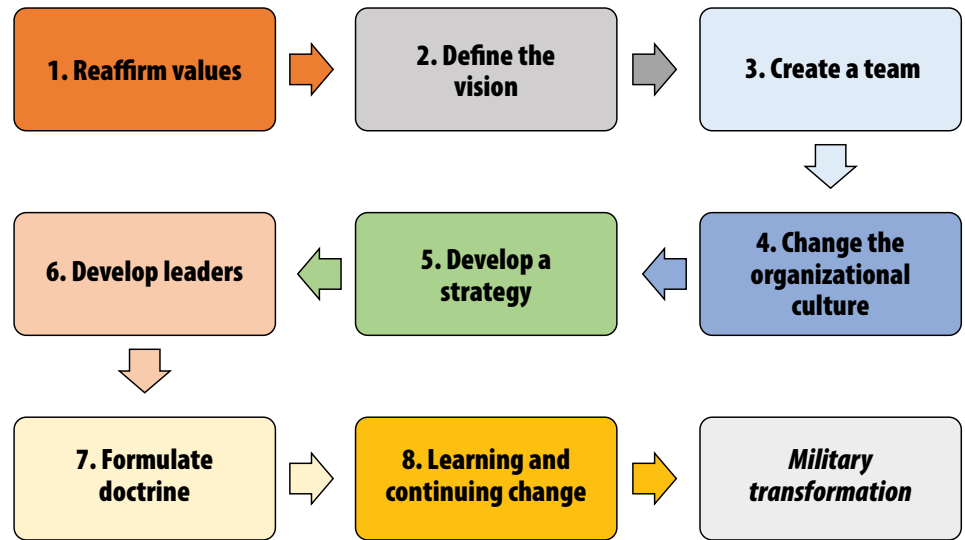 1. Reaffirm values
2. Define the
vision
3. Create a team
4. Change the
organizational
culture
5. Develop a
strategy
6. Develop leaders
7. Formulate
doctrine
8. Learning and
continuing change
Military
transformation